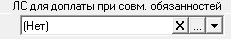 ЛС для доплаты при совм. обязанностей
(Нет) X ...